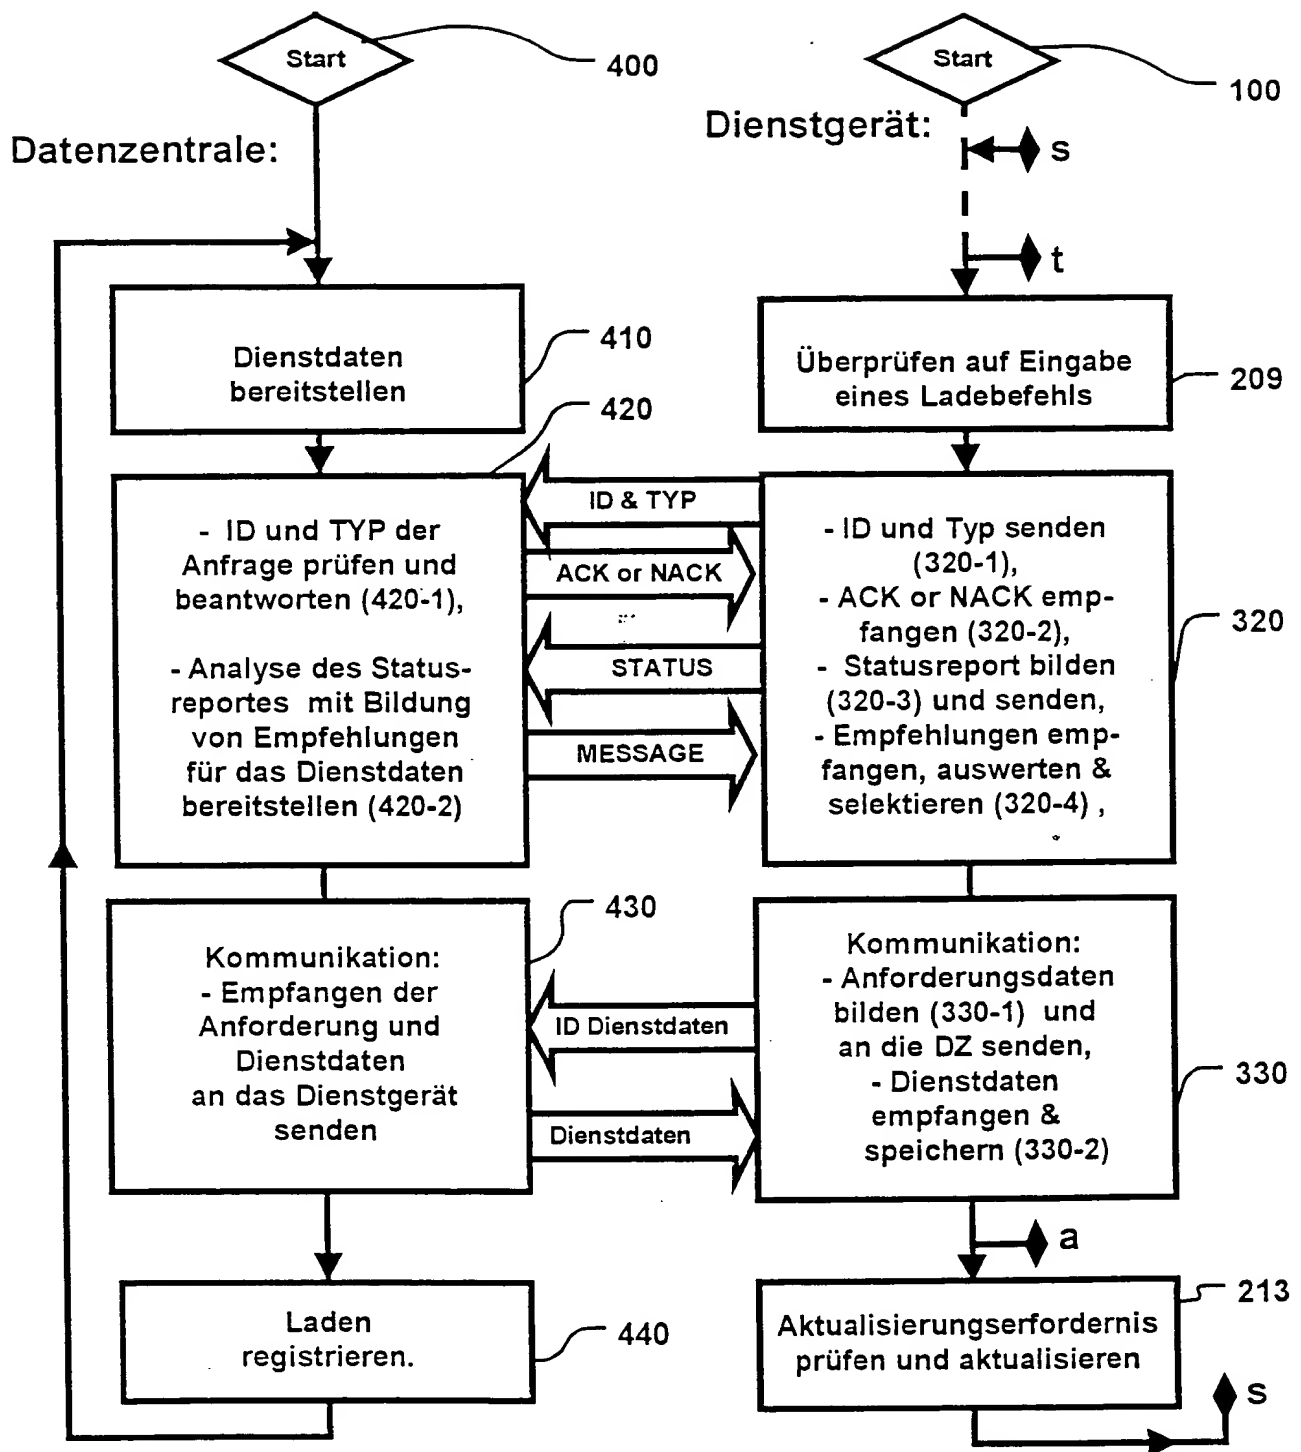 Start
400
Datenzentrale:
Start
100
Dienstgerät:
s
t
Dienstdaten
bereitstellen
410
Überprüfen auf Eingabe
eines Ladebefehls
209
420
- ID und TYP der
Anfrage prüfen und
beantworten (420-1),
- Analyse des Status-
reportes mit Bildung
von Empfehlungen
für das Dienstdaten
bereitstellen (420-2)
ID & TYP
ACK or NACK
STATUS
MESSAGE
- ID und Typ senden
(320-1),
- ACK or NACK emp-
fangen (320-2),
- Statusreport bilden
(320-3) und senden,
- Empfehlungen emp-
fangen, auswerten &
selektieren (320-4) ,
320
430
Kommunikation:
- Empfangen der
Anforderung und
Dienstdaten
an das Dienstgerät
senden
ID Dienstdaten
Dienstdaten
Kommunikation:
- Anforderungsdaten
bilden (330-1) und
an die DZ senden,
- Dienstdaten
empfangen &
speichern (330-2)
330
a
Laden
registrieren.
440
Aktualisierungserfordernis
prüfen und aktualisieren
213
s